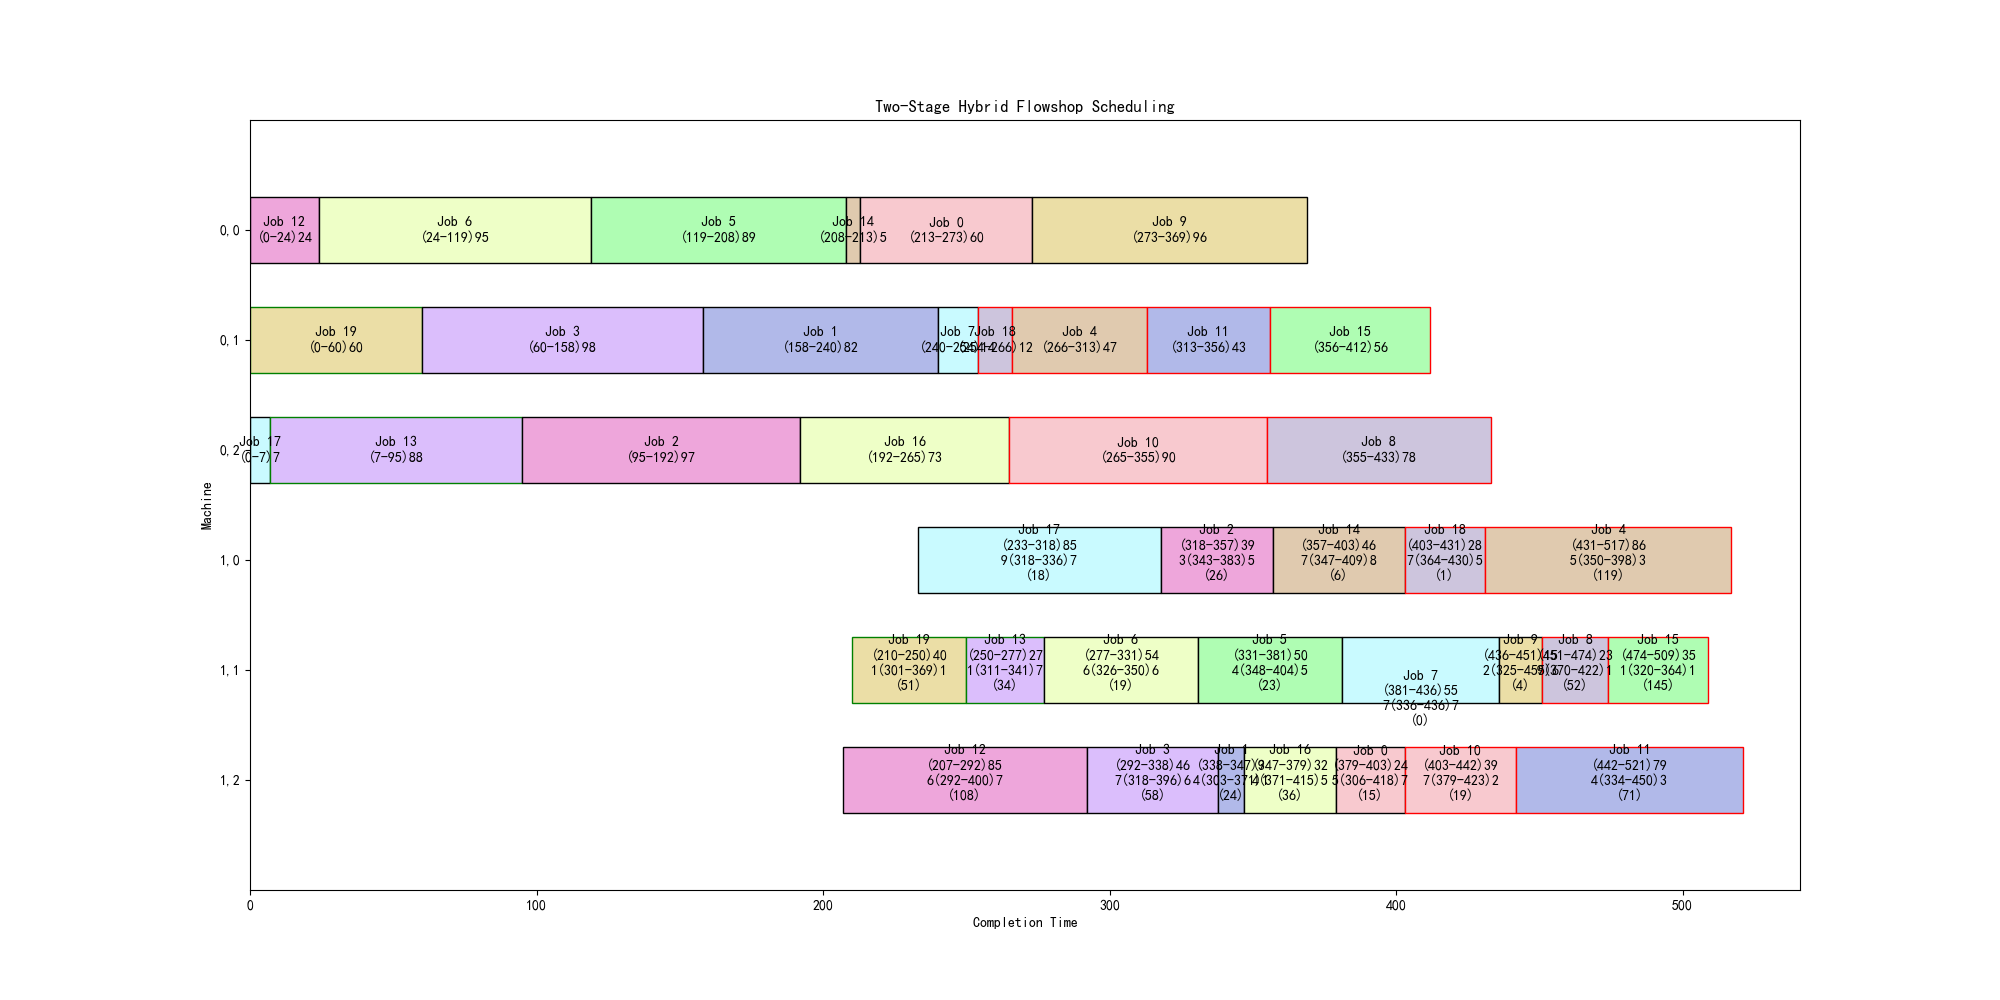 Two-Stage Hybrid Flowshop Scheduling
0,0
Job 12
(0-24)24
Job 6
(24-119)95
Job 5
(119-208)89
Job 14
(208-213)5
Job 0
(213-273)60
Job 9
(273-369)96
0,1
Job 19
(0-60)60
Job 3
(60-158)98
Job 1
(158-240)82
Job 7
(240-254)14
Job 18
(254-266)12
Job 4
(266-313)47
Job 11
(313-356)43
Job 15
(356-412)56
0,2
Job 17
(0-7)7
Job 13
(7-95)88
Job 2
(95-192)97
Job 16
(192-265)73
Job 10
(265-355)90
Job 8
(355-433)78
Machine
1,0
Job 17
(233-318)85
9(318-336)7
(18)
Job 2
(318-357)39
3(343-383)5
(26)
Job 14
(357-403)46
7(347-409)8
(6)
Job 18
(403-431)28
7(364-430)5
(1)
Job 4
(431-517)86
5(350-398)3
(119)
1,1
Job 19
(210-250)40
1(301-369)1
(51)
Job 13
(250-277)27
1(311-341)7
(34)
Job 6
(277-331)54
6(326-350)6
(19)
Job 5
(331-381)50
4(348-404)5
(23)
Job 7
(381-436)55
7(336-436)7
(0)
Job 9
(436-451)15
(4)
Job 8
(451-474)23
(52)
Job 15
(474-509)35
1(320-364)1
(145)
1,2
Job 12
(207-292)85
6(292-400)7
(108)
Job 3
(292-338)46
7(318-396)6
(58)
Job 1
(338-347)9
(24)
Job 16
(347-379)32
(36)
Job 0
(379-403)24
5(306-418)7
(15)
Job 10
(403-442)39
7(379-423)2
(19)
Job 11
(442-521)79
4(334-450)3
(71)
0
100
200
300
400
500
Completion Time